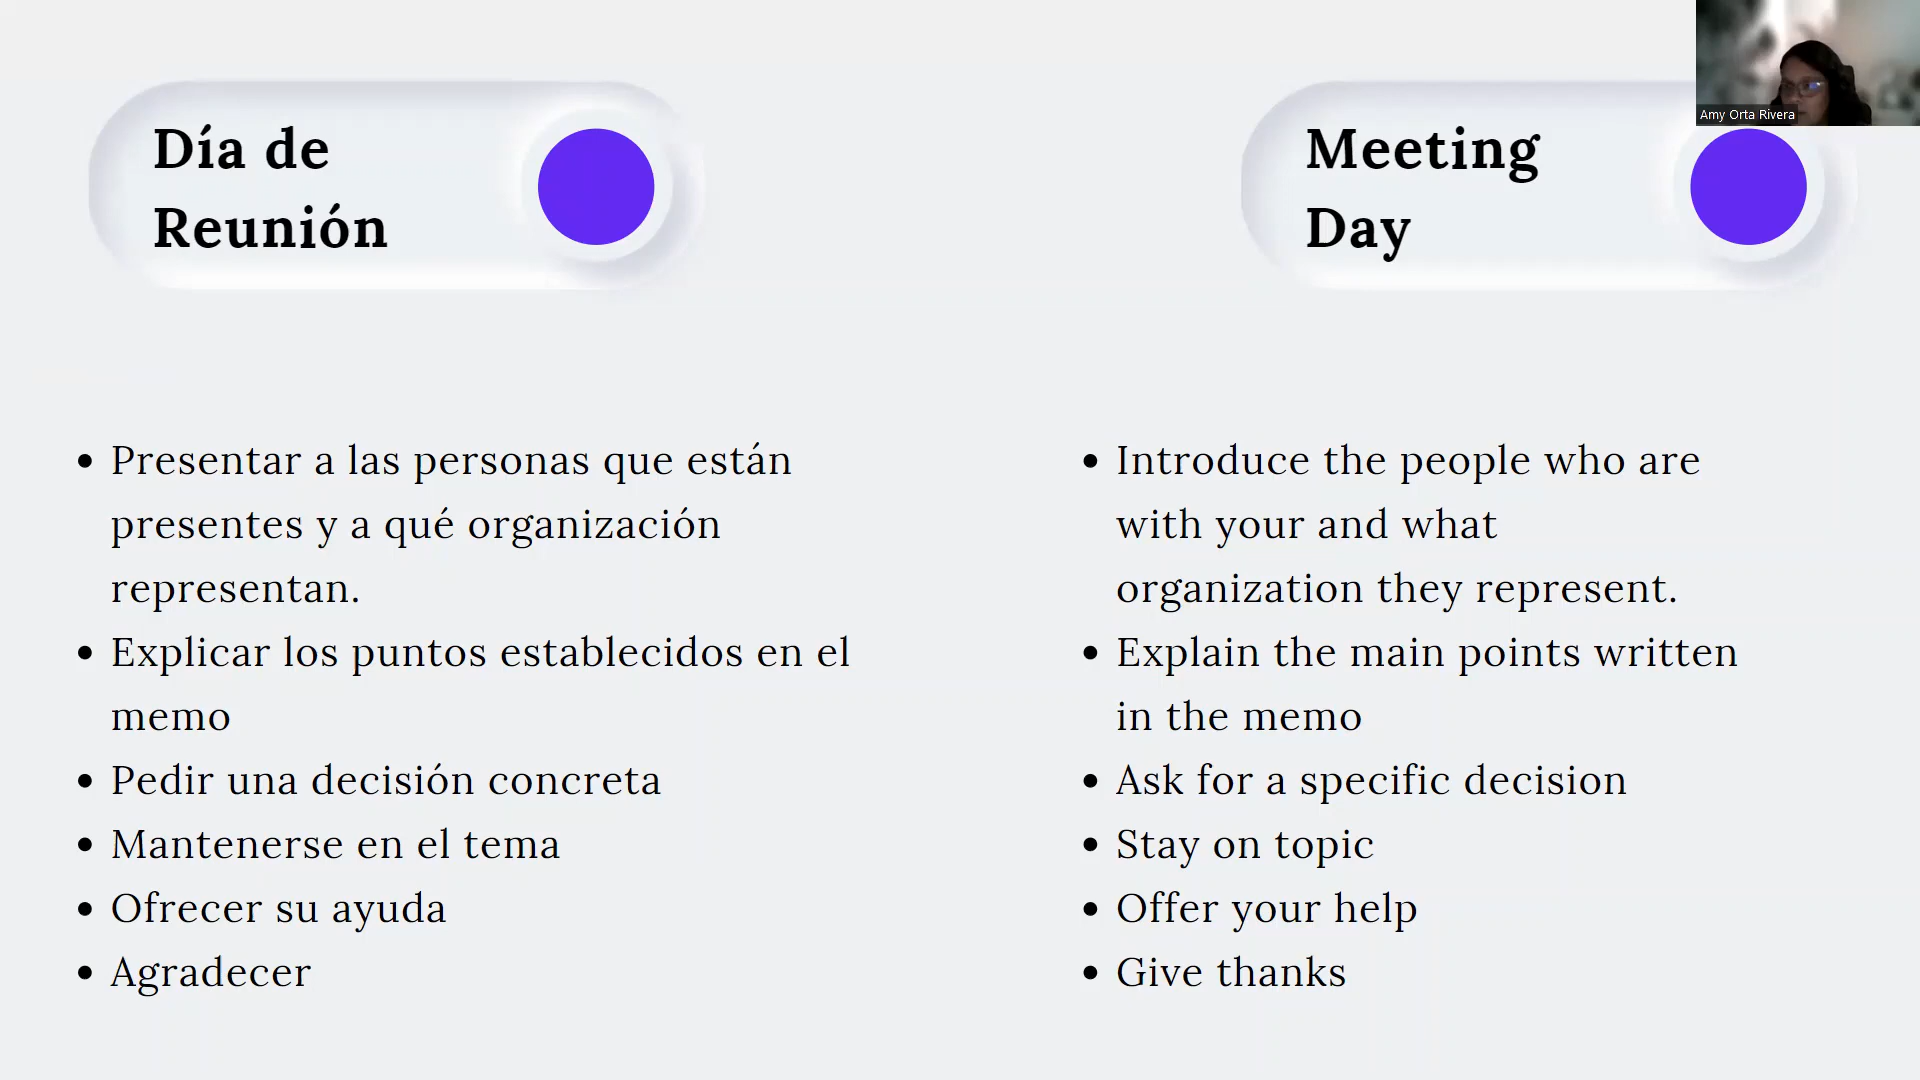 Día de
Reunión
Presentar a las personas que están
presentes y a qué organización
representan.
Explicar los puntos establecidos en el
memo
Pedir una decisión concreta
Mantenerse en el tema
Ofrecer su ayuda
Agradecer
Meeting
Day
Introduce the people who are
with your and what
organization they represent.
Explain the main points written
in the memo
Ask for a specific decision
Stay on topic
Offer your help
Give thanks
Amy Orta Rivera